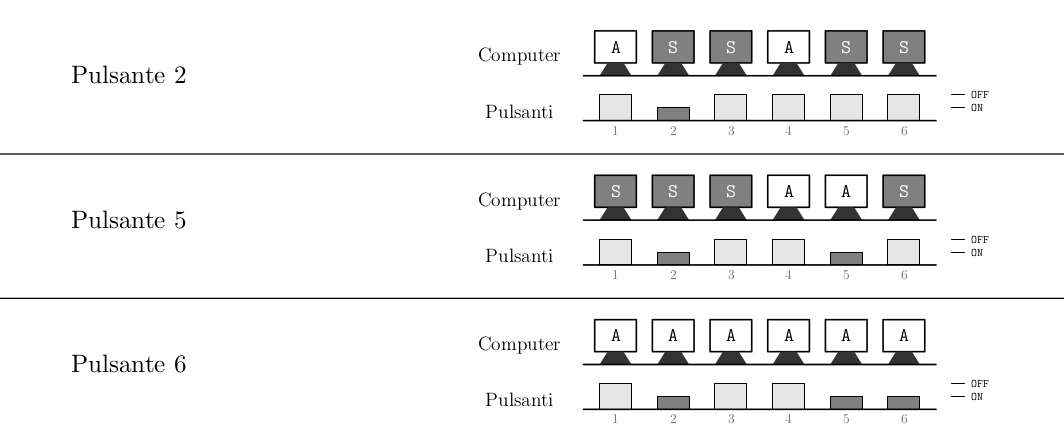 Pulsante 2
Computer
A S S A S S
Pulsanti
OFF
ON
1 2 3 4 5 6
Pulsante 5
Computer
S S S A A S
Pulsanti
OFF
ON
1 2 3 4 5 6
Pulsante 6
Computer
A A A A A A
Pulsanti
OFF
ON
1 2 3 4 5 6